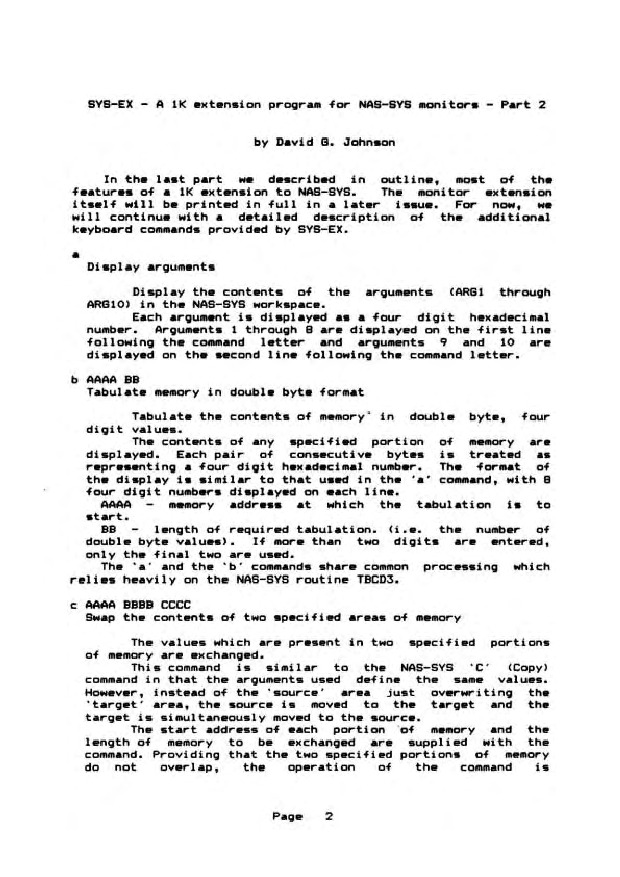 SYS-EX - A 1K extension program for NAS-SYS monitors - Part 2
by David G. Johnson
In the last part we described in outline, most of the
features of a 1K extension to NAS-SYS. The monitor extension
itself will be printed in full in a later issue. For now, we
will continue with a detailed description of the additional
keyboard commands provided by SYS-EX.
a
Display arguments
Display the contents of the arguments (ARG1 through
ARG10) in the NAS-SYS workspace.
Each argument is displayed as a four digit hexadecimal
number. Arguments 1 through 8 are displayed on the first line
following the command letter and arguments 9 and 10 are
displayed on the second line following the command letter.
b AAAA BB
Tabulate memory in double byte format
Tabulate the contents of memory in double byte, four
digit values.
The contents of any specified portion of memory are
displayed. Each pair of consecutive bytes is treated as
representing a four digit hexadecimal number. The format of
the display is similar to that used in the 'a' command, with 8
four digit numbers displayed on each line.
AAAA - memory address at which the tabulation is to
start.
BB - length of required tabulation. (i.e. the number of
double byte values). If more than two digits are entered,
only the final two are used.
The 'a' and the 'b' commands share common processing which
relies heavily on the NAS-SYS routine TBCD3.
c AAAA BBBB CCCC
Swap the contents of two specified areas of memory
The values which are present in two specified portions
of memory are exchanged.
This command is similar to the NAS-SYS 'C' (Copy)
command in that the arguments used define the same values.
However, instead of the 'source' area just overwriting the
'target' area, the source is moved to the target and the
target is simultaneously moved to the source.
The start address of each portion of memory and the
length of memory to be exchanged are supplied with the
command. Providing that the two specified portions of memory
do not overlap, the operation of the command is
Page 2